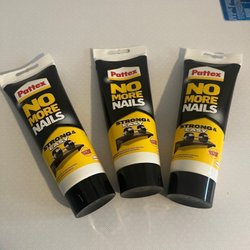 Pattex
NO
MORE
NAILS
STRONG &
Pattex
NO
MORE
NAILS
STRONG &
Pattex
NO
MORE
NAILS
STRONG &